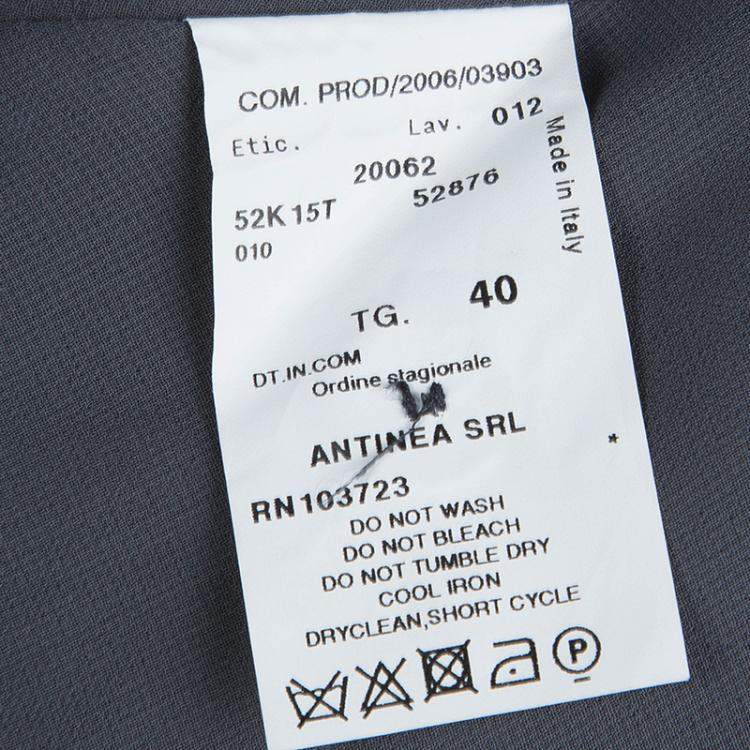 COM. PROD/2006/03903
Etic. Lav. 012
20062
52K15T 52876
010
Made in Italy
TG. 40
DT.IN.COM
Ordine stagionale
ANTINEA SRL
*
RN103723
DO NOT WASH
DO NOT BLEACH
DO NOT TUMBLE DRY
COOL IRON
DRYCLEAN,SHORT CYCLE
P